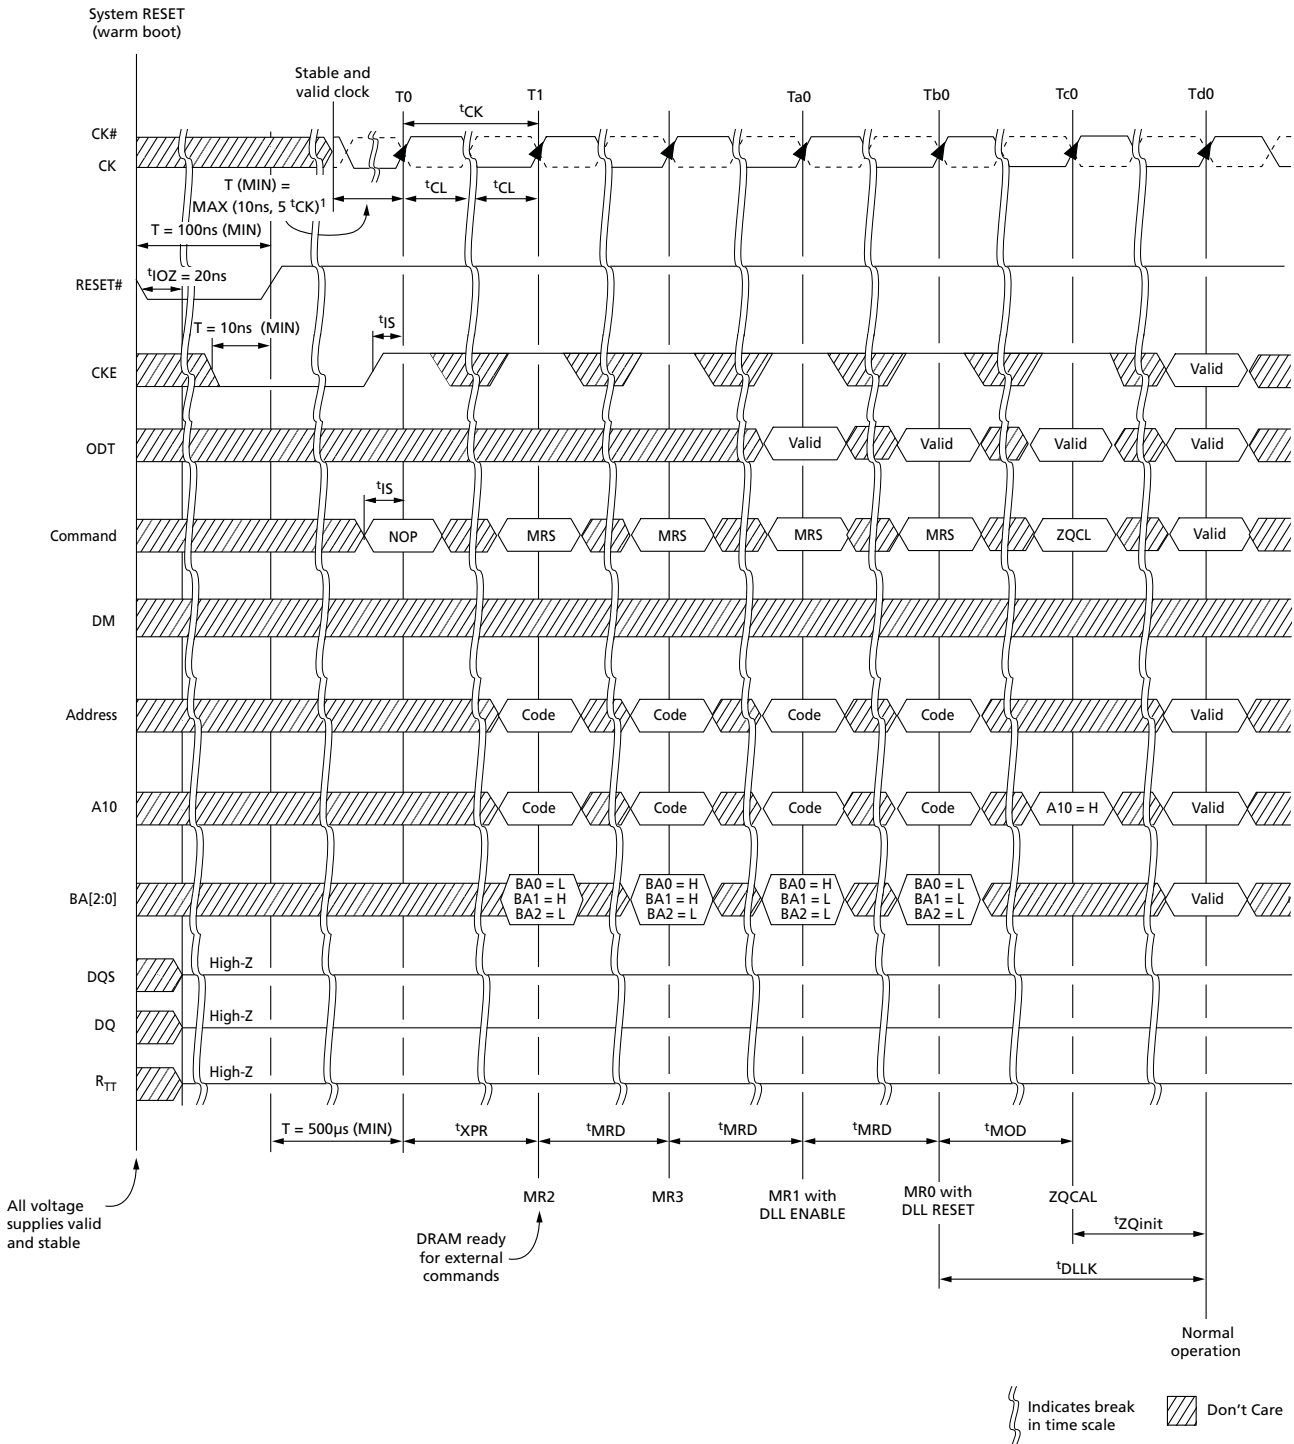 System RESET
(warm boot)
Stable and
valid clock
T0
T1
Ta0
Tb0
Tc0
Td0
tCK
CK#
CK
T (MIN) =
MAX (10ns, 5 tCK)1
tCL
tCL
T = 100ns (MIN)
tIOZ = 20ns
RESET#
T = 10ns (MIN)
tIS
CKE
Valid
ODT
Valid
Valid
Valid
Valid
tIS
Command
NOP
MRS
MRS
MRS
MRS
ZQCL
Valid
DM
Address
Code
Code
Code
Code
Valid
A10
Code
Code
Code
Code
A10 = H
Valid
BA[2:0]
BA0 = L
BA1 = H
BA2 = L
BA0 = H
BA1 = H
BA2 = L
BA0 = H
BA1 = L
BA2 = L
BA0 = L
BA1 = L
BA2 = L
Valid
DQS
High-Z
DQ
High-Z
RTT
High-Z
T = 500μs (MIN)
tXPR
tMRD
tMRD
tMRD
tMOD
All voltage
supplies valid
and stable
MR2
MR3
MR1 with
DLL ENABLE
MR0 with
DLL RESET
ZQCAL
DRAM ready
for external
commands
tZQinit
tDLLK
Normal
operation
Indicates break
in time scale
Don't Care